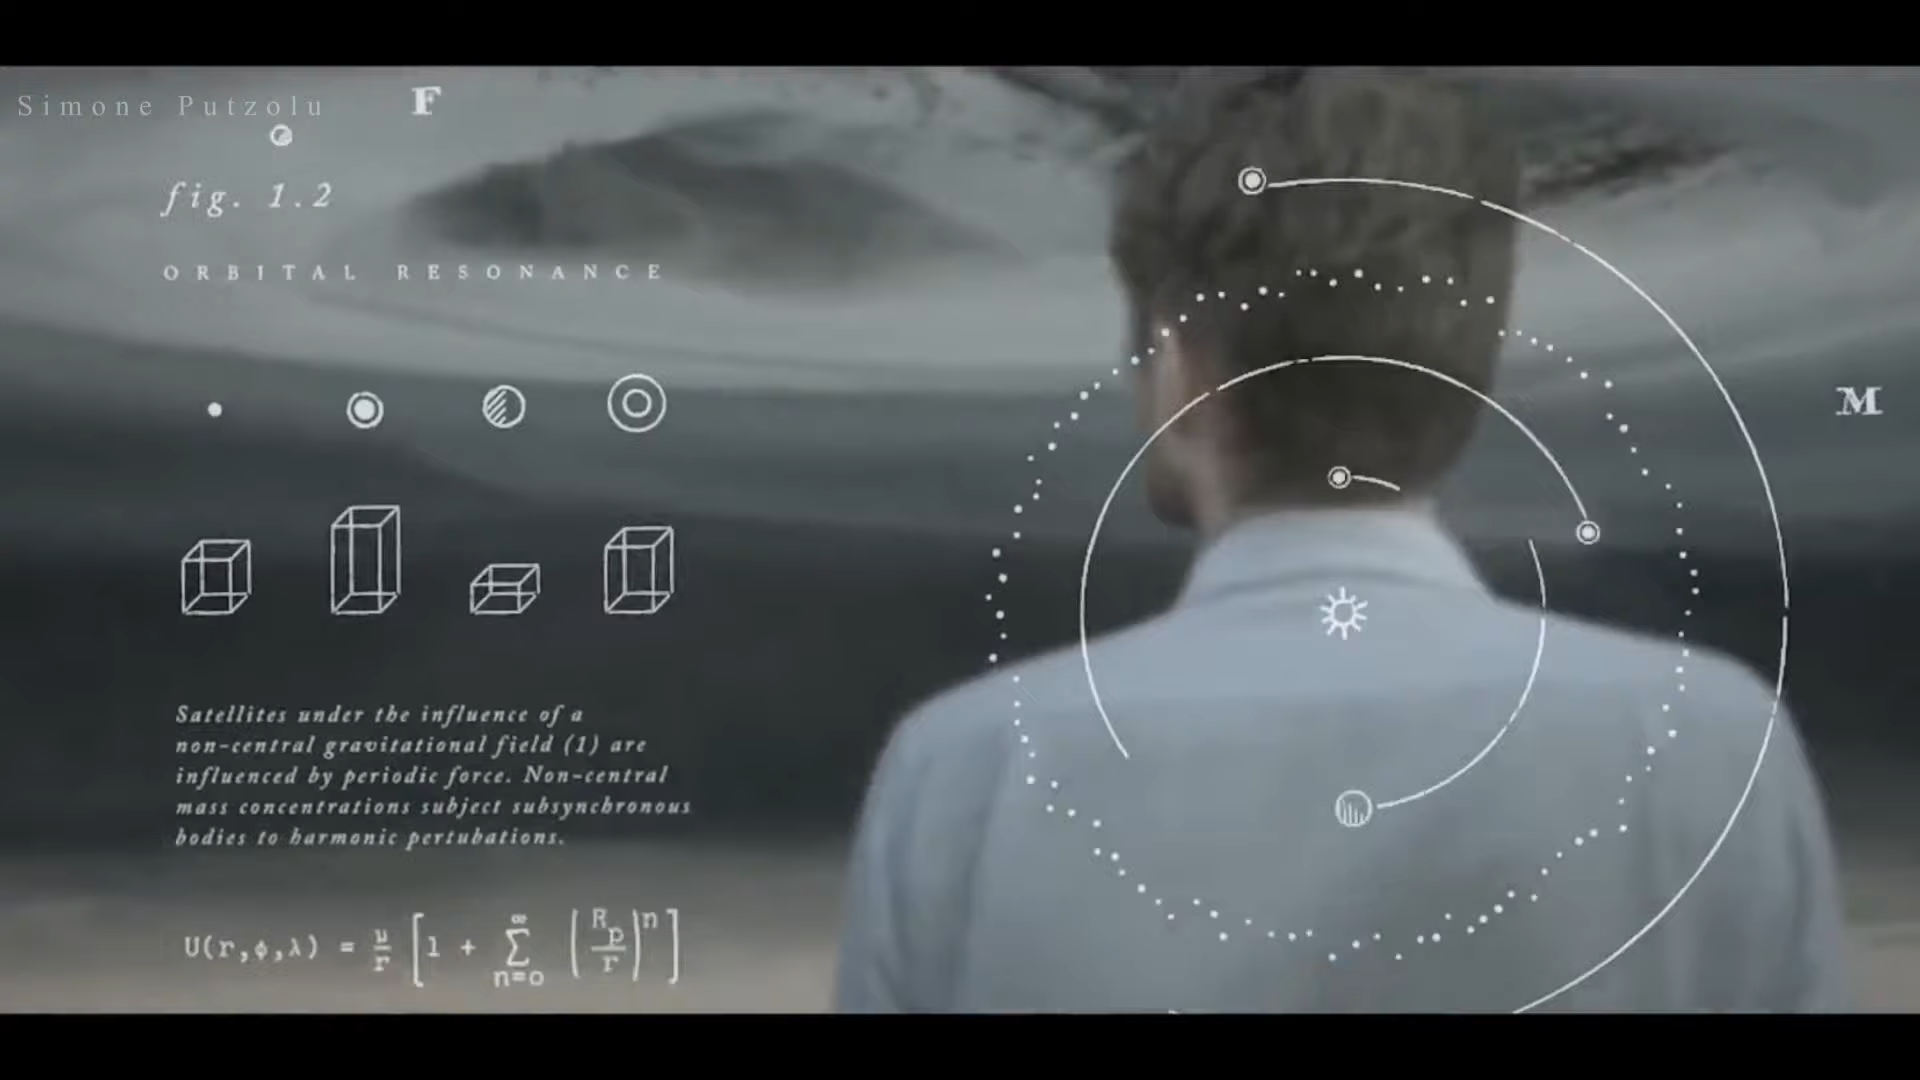 Simone Putzolu
F
fig. 1.2
ORBITAL RESONANCE
M
Satellites under the influence of a
non-central gravitational field (1) are
influenced by periodic force. Non-central
mass concentrations subject subsynchronous
bodies to harmonic pertubations.
U(r,ϕ,λ) = μ/r [1 + ∞∑n=0 (Rp/r)^n]